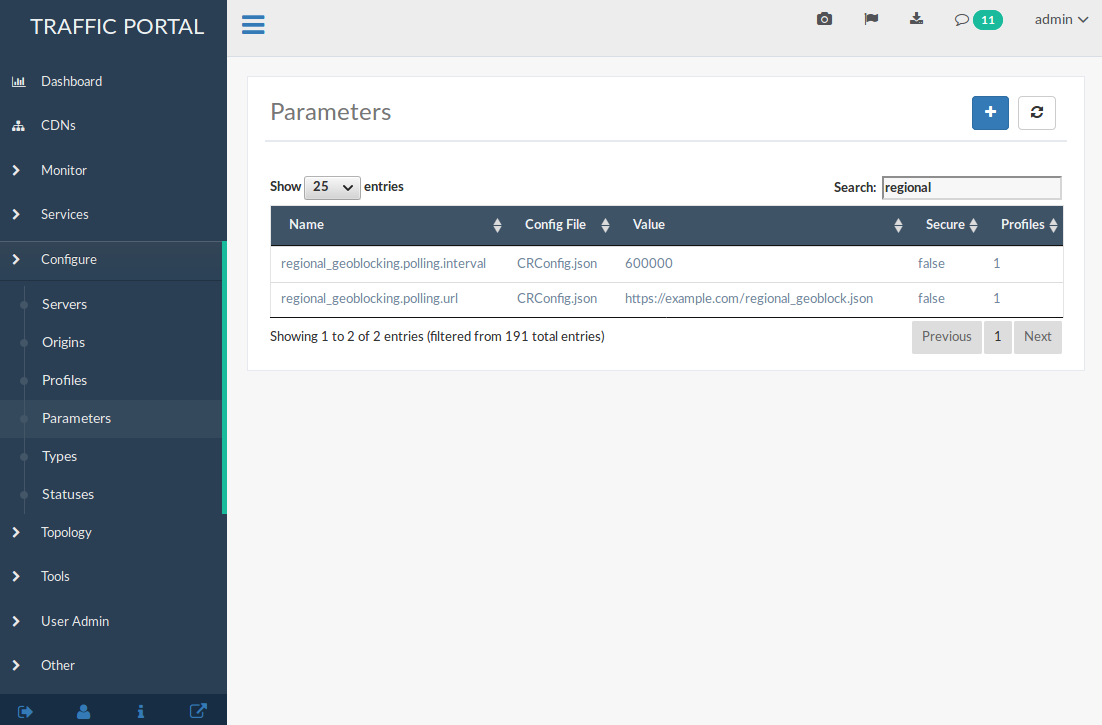 TRAFFIC PORTAL
11
admin
Dashboard
CDNs
Monitor
Services
Configure
Servers
Origins
Profiles
Parameters
Types
Statuses
Topology
Tools
User Admin
Other
Parameters
Show 25 entries
Search: regional
Name Config File Value Secure Profiles
regional_geoblocking.polling.interval CRConfig.json 600000 false 1
regional_geoblocking.polling.url CRConfig.json https://example.com/regional_geoblock.json false 1
Showing 1 to 2 of 2 entries (filtered from 191 total entries)
Previous 1 Next